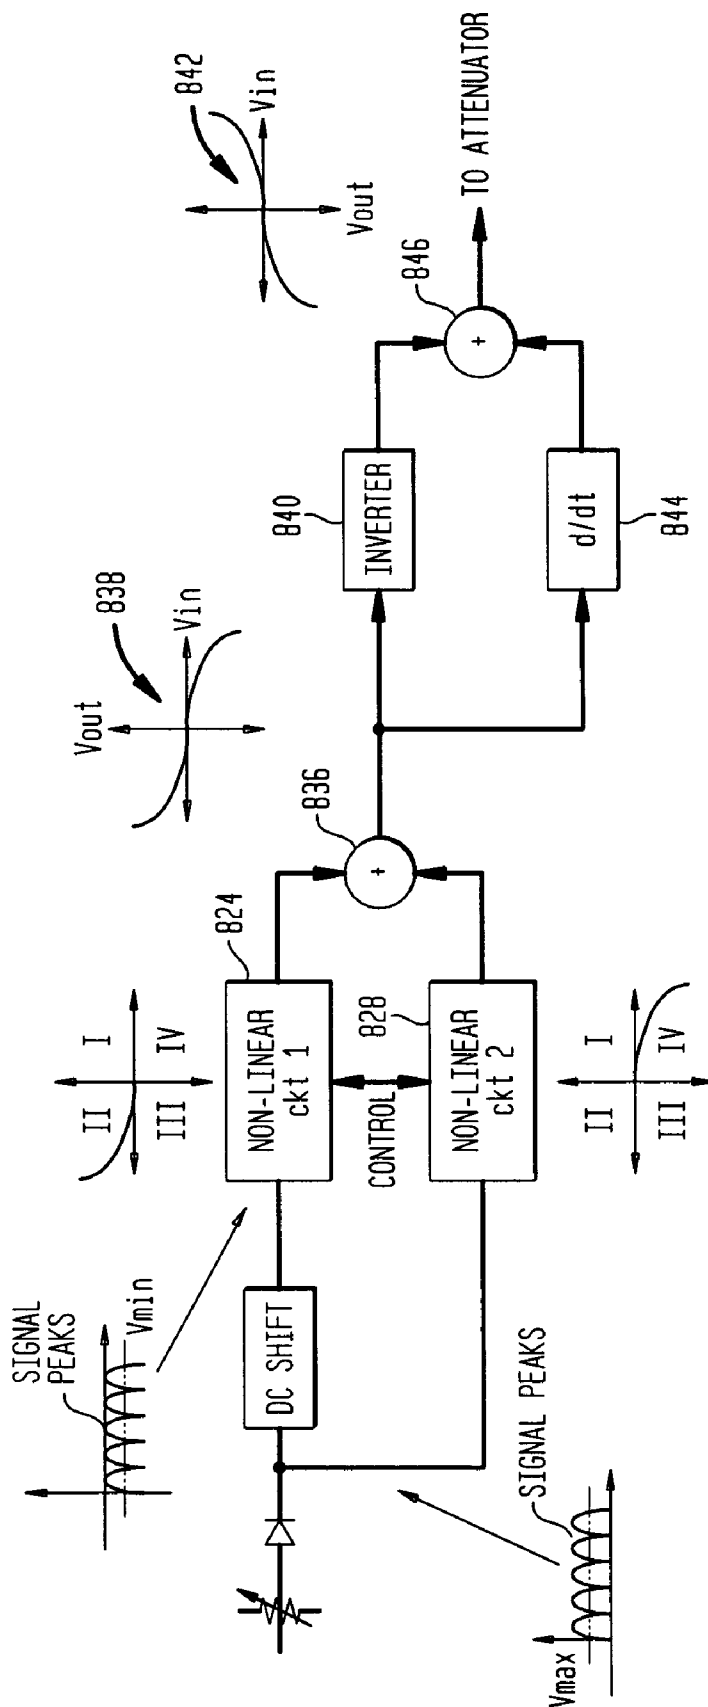 SIGNAL
PEAKS
Vmin
SIGNAL PEAKS
Vmax
DC SHIFT
II
I
III
IV
NON-LINEAR
ckt 1
824
CONTROL
828
NON-LINEAR
ckt 2
II
I
III
IV
836
+
838
Vout
Vin
840
INVERTER
d/dt
844
842
Vin
Vout
846
+
TO ATTENUATOR